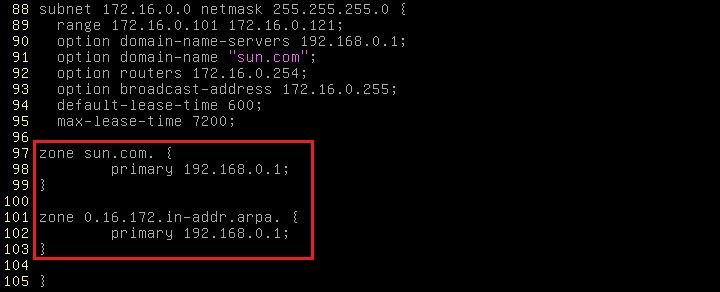 88 subnet 172.16.0.0 netmask 255.255.255.0 {
89   range 172.16.0.101 172.16.0.121;
90   option domain-name-servers 192.168.0.1;
91   option domain-name "sun.com";
92   option routers 172.16.0.254;
93   option broadcast-address 172.16.0.255;
94   default-lease-time 600;
95   max-lease-time 7200;
96
97 zone sun.com. {
98         primary 192.168.0.1;
99 }
100
101 zone 0.16.172.in-addr.arpa. {
102         primary 192.168.0.1;
103 }
104
105 }